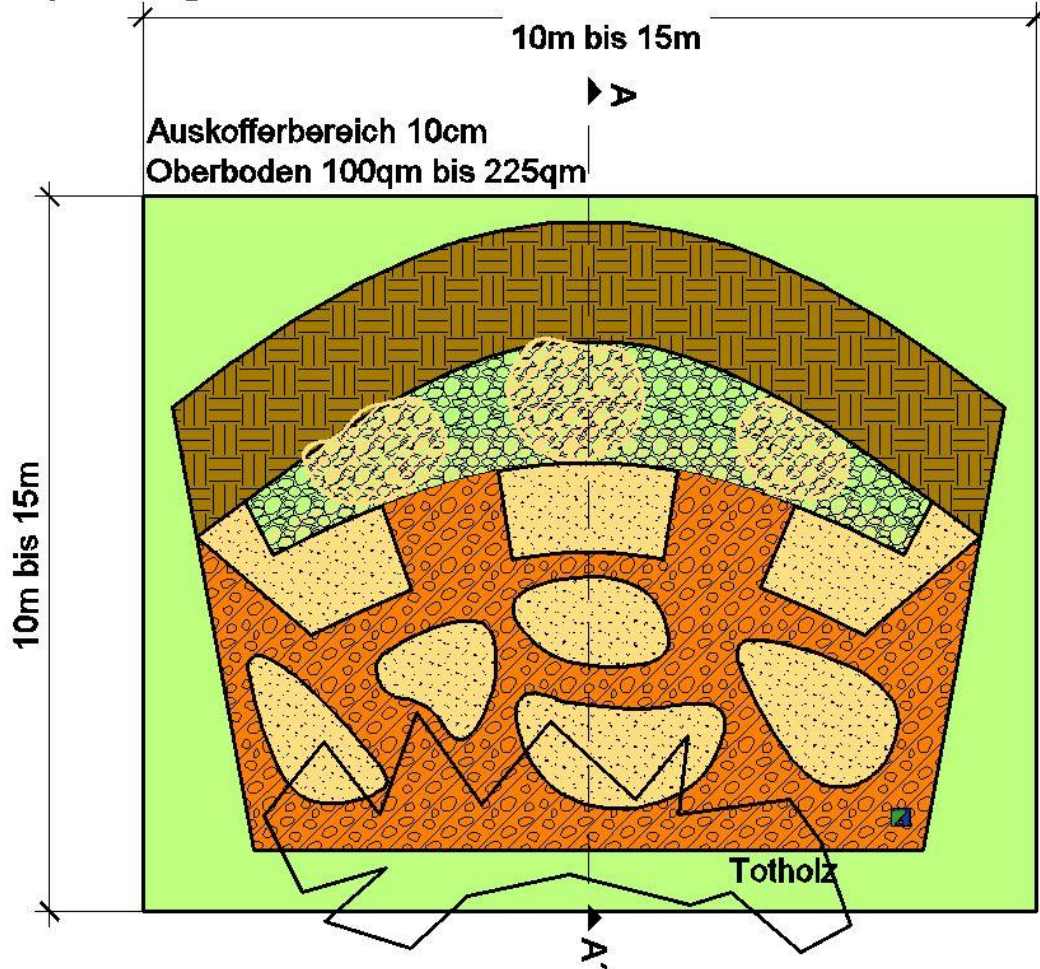 10m bis 15m
A
Auskofferbereich 10cm
Oberboden 100qm bis 225qm
10m bis 15m
Totholz
A'